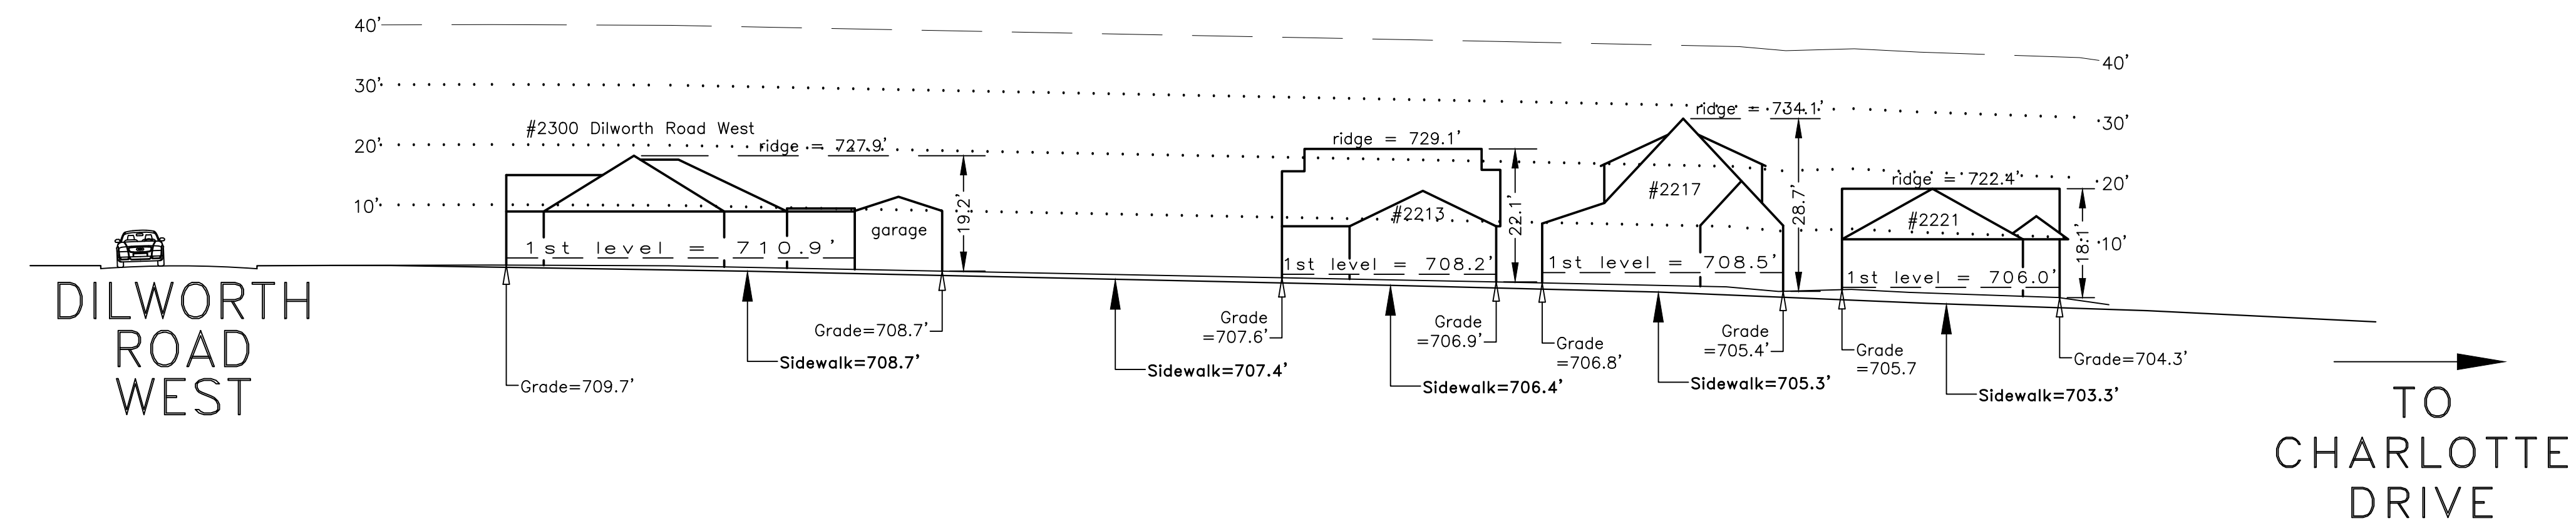 40'
30'
20'
10'
#2300 Dilworth Road West
ridge = 727.9'
1st level = 710.9'
garage
19.2'
DILWORTH
ROAD
WEST
Grade=709.7'
Sidewalk=708.7'
Grade=708.7'
Sidewalk=707.4'
ridge = 729.1'
#2213
22.1'
1st level = 708.2'
Grade
=707.6'
Sidewalk=706.4'
Grade
=706.9'
ridge = 734.1'
#2217
28.7'
1st level = 708.5'
Grade
=706.8'
Sidewalk=705.3'
Grade
=705.4'
ridge = 722.4'
#2221
18.1'
1st level = 706.0'
Grade
=705.7
Sidewalk=703.3'
Grade=704.3'
40'
30'
20'
10'
TO
CHARLOTTE
DRIVE